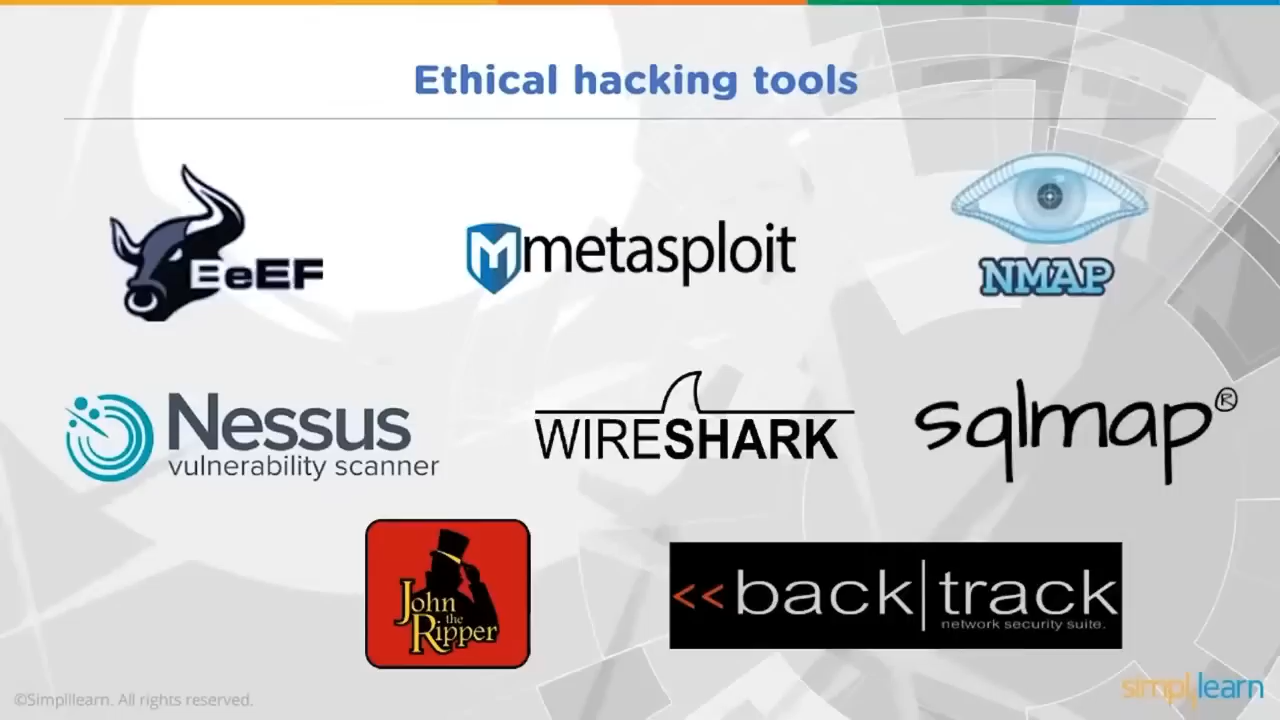 Ethical hacking tools
BeEF
metasploit
NMAP
Nessus
vulnerability scanner
WIRESHARK
sqlmap®
John
the
Ripper
<<back|track
network security suite.
©Simplilearn. All rights reserved.
simplilearn